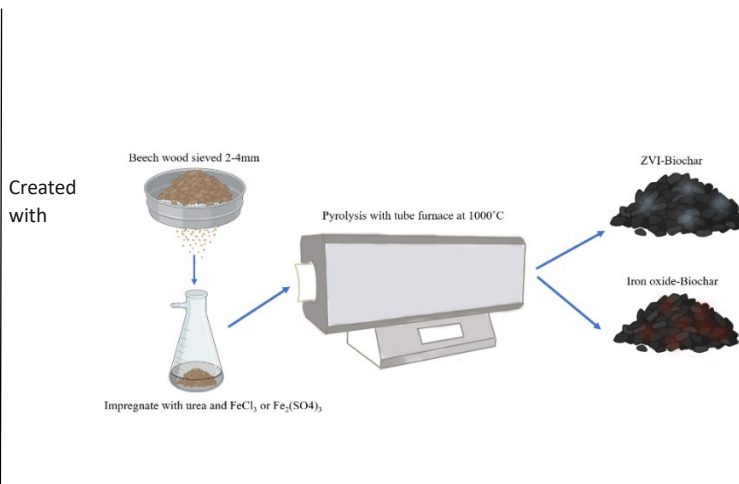 Beech wood sieved 2-4mm
ZVI-Biochar
Created
with
Pyrolysis with tube furnace at 1000°C
Iron oxide-Biochar
Impregnate with urea and FeCl₃ or Fe₂(SO4)₃